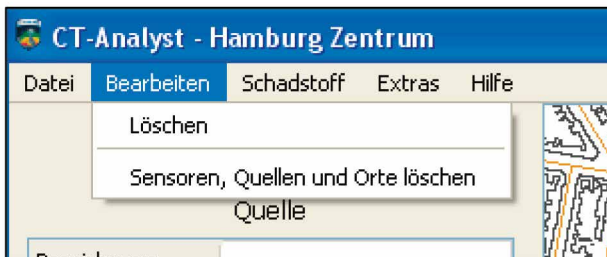 CT-Analyst - Hamburg Zentrum
Datei Bearbeiten Schadstoff Extras Hilfe
Löschen
Sensoren, Quellen und Orte löschen
Quelle